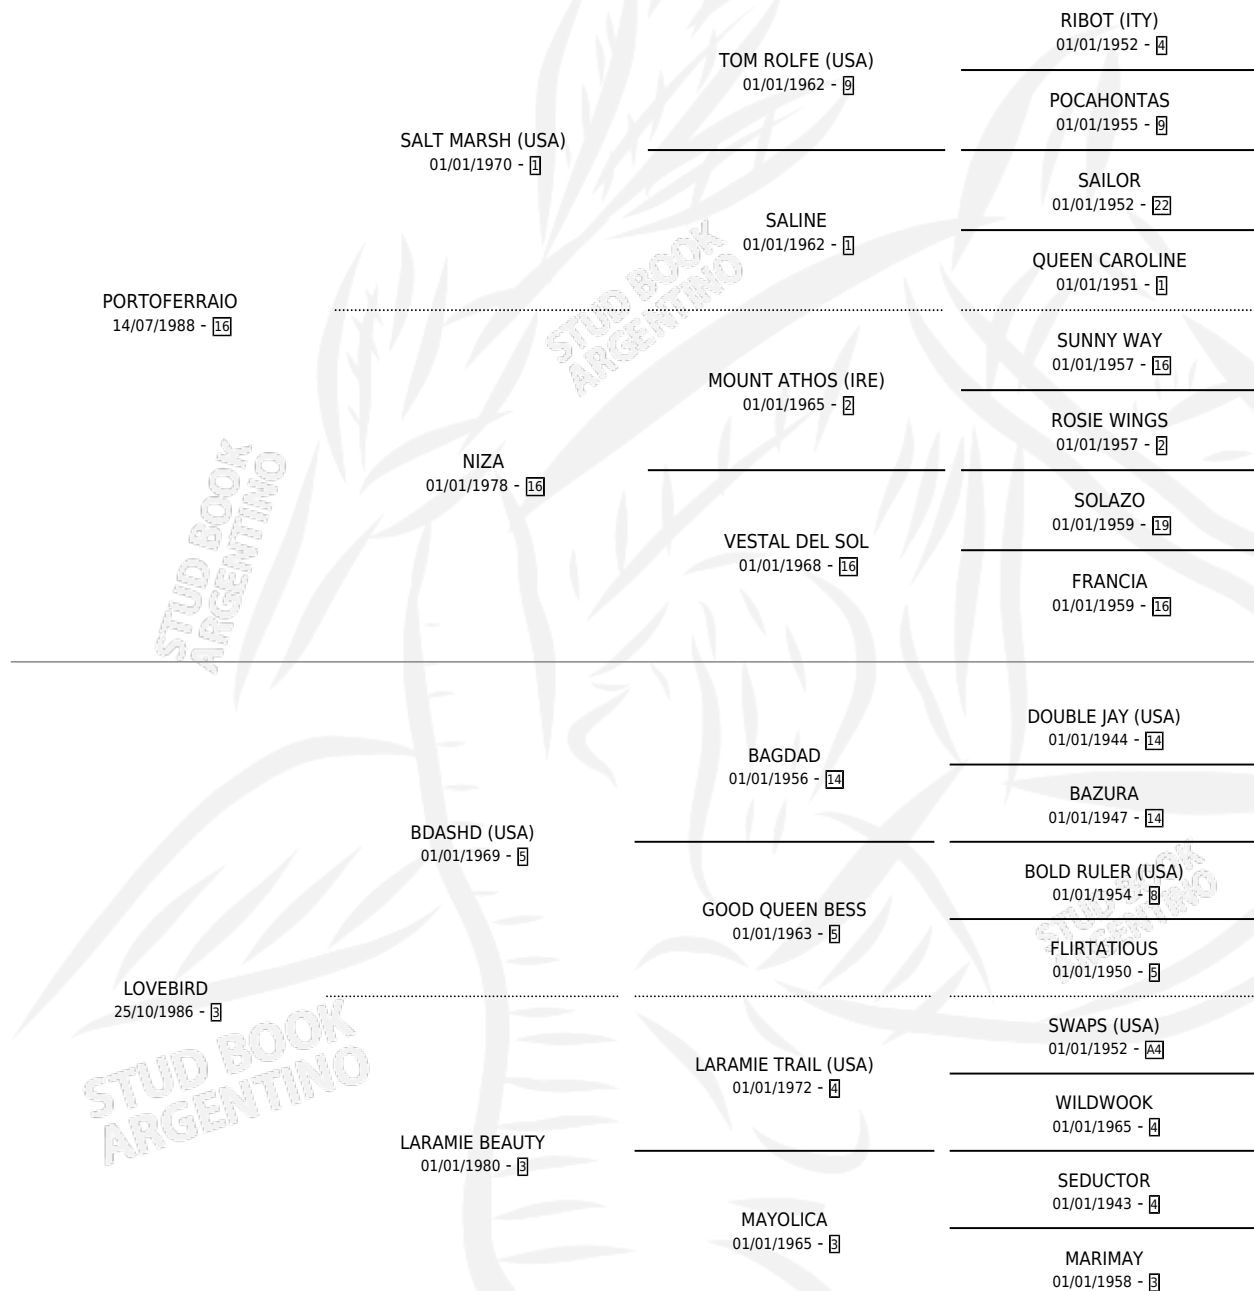 RIBOT (ITY)
01/01/1952 - 4
TOM ROLFE (USA)
01/01/1962 - 9
POCAHONTAS
01/01/1955 - 9
SALT MARSH (USA)
01/01/1970 - 1
SAILOR
01/01/1952 - 22
SALINE
01/01/1962 - 1
QUEEN CAROLINE
01/01/1951 - 1
PORTOFERRAIO
14/07/1988 - 16
SUNNY WAY
01/01/1957 - 16
MOUNT ATHOS (IRE)
01/01/1965 - 2
ROSIE WINGS
01/01/1957 - 2
NIZA
01/01/1978 - 16
SOLAZO
01/01/1959 - 19
VESTAL DEL SOL
01/01/1968 - 16
FRANCIA
01/01/1959 - 16
DOUBLE JAY (USA)
01/01/1944 - 14
BAGDAD
01/01/1956 - 14
BAZURA
01/01/1947 - 14
BDASHD (USA)
01/01/1969 - 5
BOLD RULER (USA)
01/01/1954 - 8
GOOD QUEEN BESS
01/01/1963 - 5
FLIRTATIOUS
01/01/1950 - 5
LOVEBIRD
25/10/1986 - 3
SWAPS (USA)
01/01/1952 - A4
LARAMIE TRAIL (USA)
01/01/1972 - 4
WILDWOOK
01/01/1965 - 4
LARAMIE BEAUTY
01/01/1980 - 3
SEDUCTOR
01/01/1943 - 4
MAYOLICA
01/01/1965 - 3
MARIMAY
01/01/1958 - 3
STUD BOOK
ARGENTINO
STUD BOOK
ARGENTINO
STUD BOOK
ARGENTINO
STUD BOOK
ARGENTINO